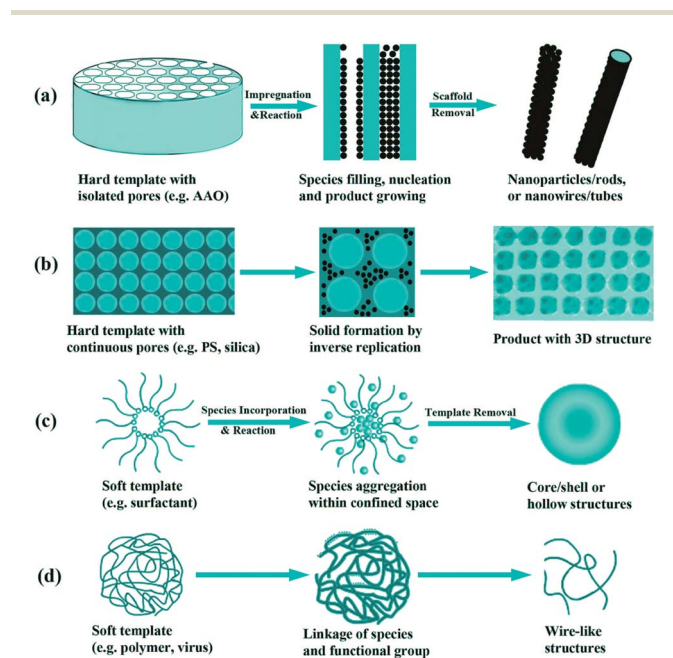 (a)
Impregnation
&Reaction
Scaffold
Removal
Hard template with
isolated pores (e.g. AAO)
Species filling, nucleation
and product growing
Nanoparticles/rods,
or nanowires/tubes
(b)
Hard template with
continuous pores (e.g. PS, silica)
Solid formation by
inverse replication
Product with 3D structure
(c)
Species Incorporation
& Reaction
Template Removal
Soft template
(e.g. surfactant)
Species aggregation
within confined space
Core/shell or
hollow structures
(d)
Soft template
(e.g. polymer, virus)
Linkage of species
and functional group
Wire-like
structures